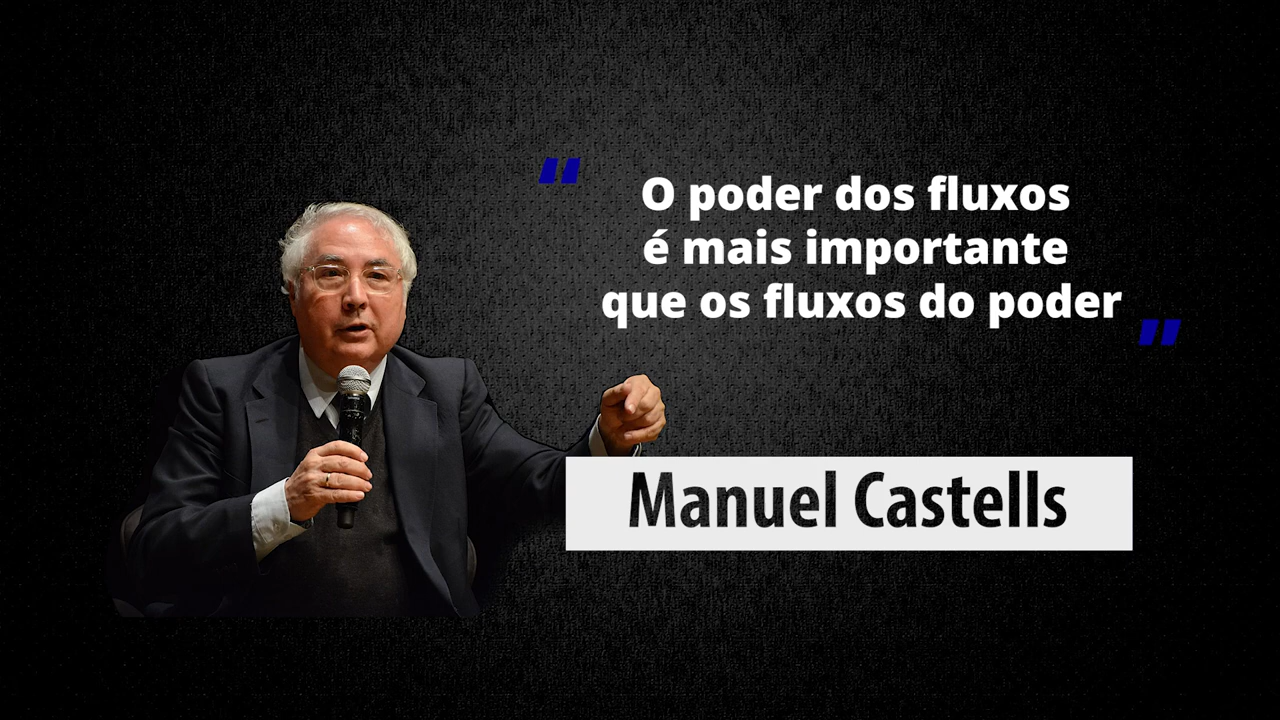 "O poder dos fluxos
é mais importante
que os fluxos do poder"
Manuel Castells